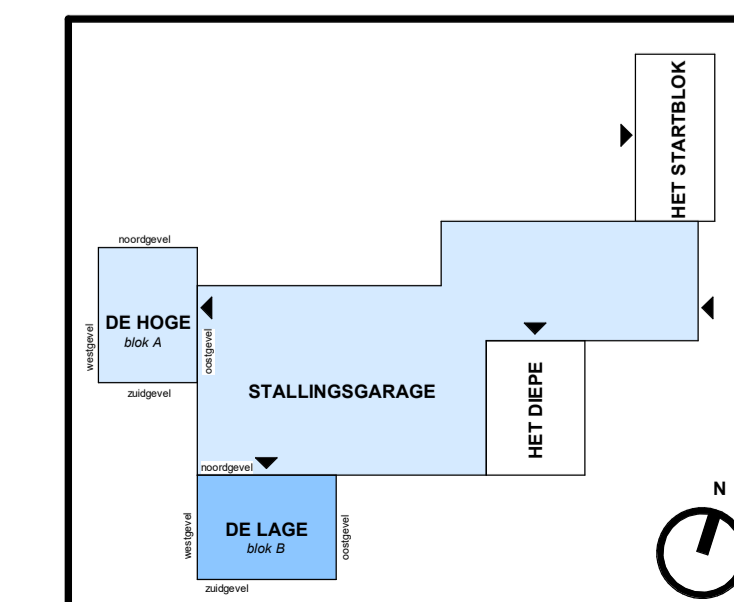 HET STARTBLOK
noordgevel
westgevel
DE HOGE
blok A
oostgevel
zuidgevel
STALLINGSGARAGE
HET DIEPE
noordgevel
westgevel
DE LAGE
blok B
oostgevel
zuidgevel
N